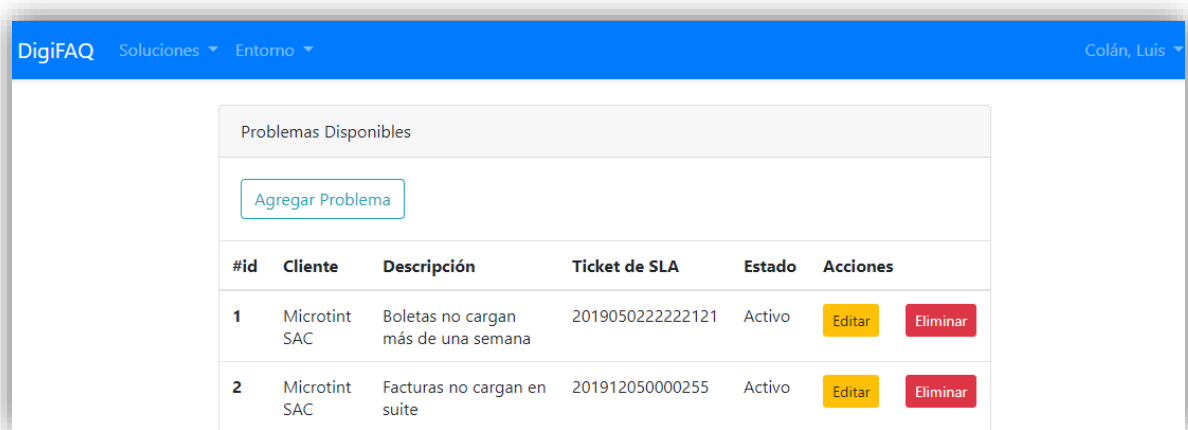 DigiFAQ Soluciones Entorno Colán, Luis
Problemas Disponibles
Agregar Problema
#id Cliente Descripción Ticket de SLA Estado Acciones
1 Microtint Boletas no cargan 2019050222222121 Activo Editar Eliminar
SAC más de una semana
2 Microtint Facturas no cargan en 201912050000255 Activo Editar Eliminar
SAC suite